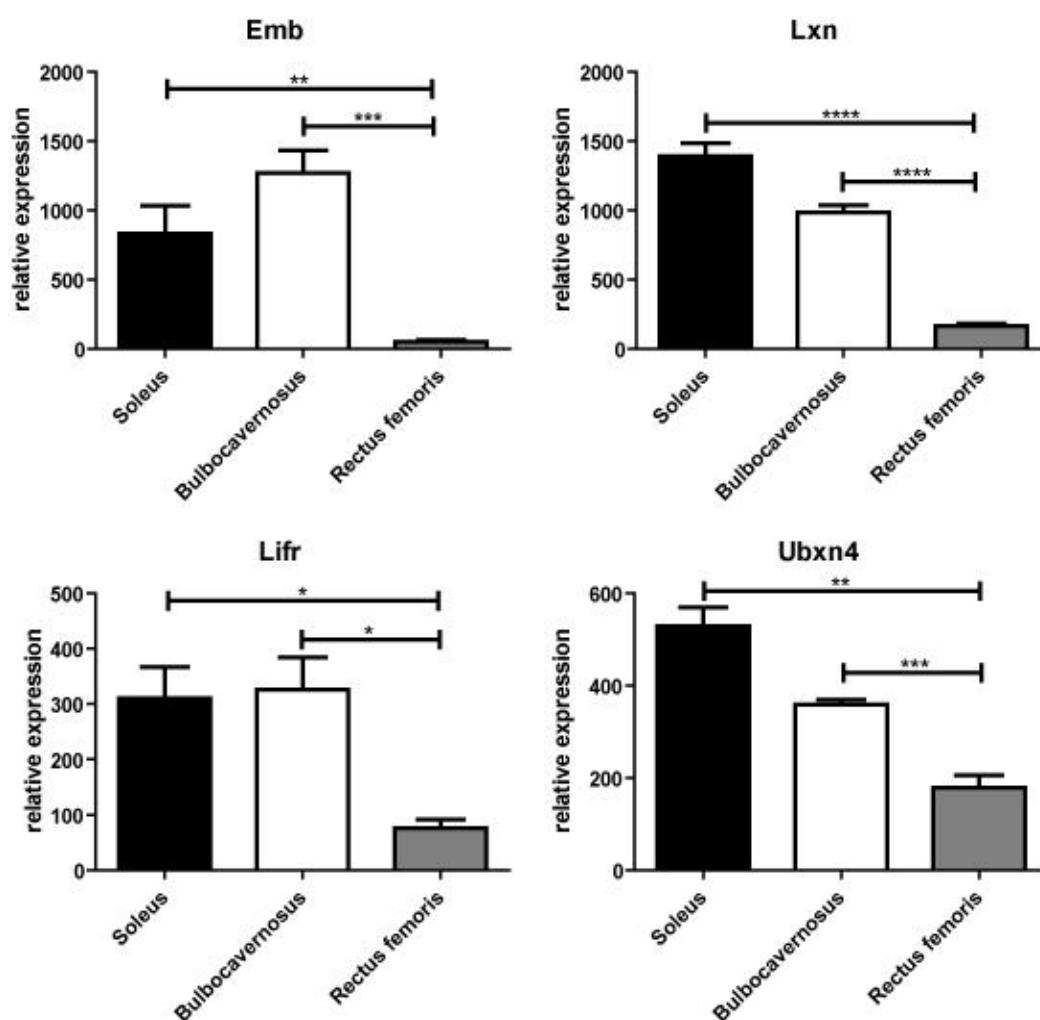 Emb
relative expression
2000
1500
1000
500
0
**
***
Soleus
Bulbocavernosus
Rectus femoris
Lxn
relative expression
2000
1500
1000
500
0
****
****
Soleus
Bulbocavernosus
Rectus femoris
Lifr
relative expression
500
400
300
200
100
0
*
*
Soleus
Bulbocavernosus
Rectus femoris
Ubxn4
relative expression
600
400
200
0
**
***
Soleus
Bulbocavernosus
Rectus femoris